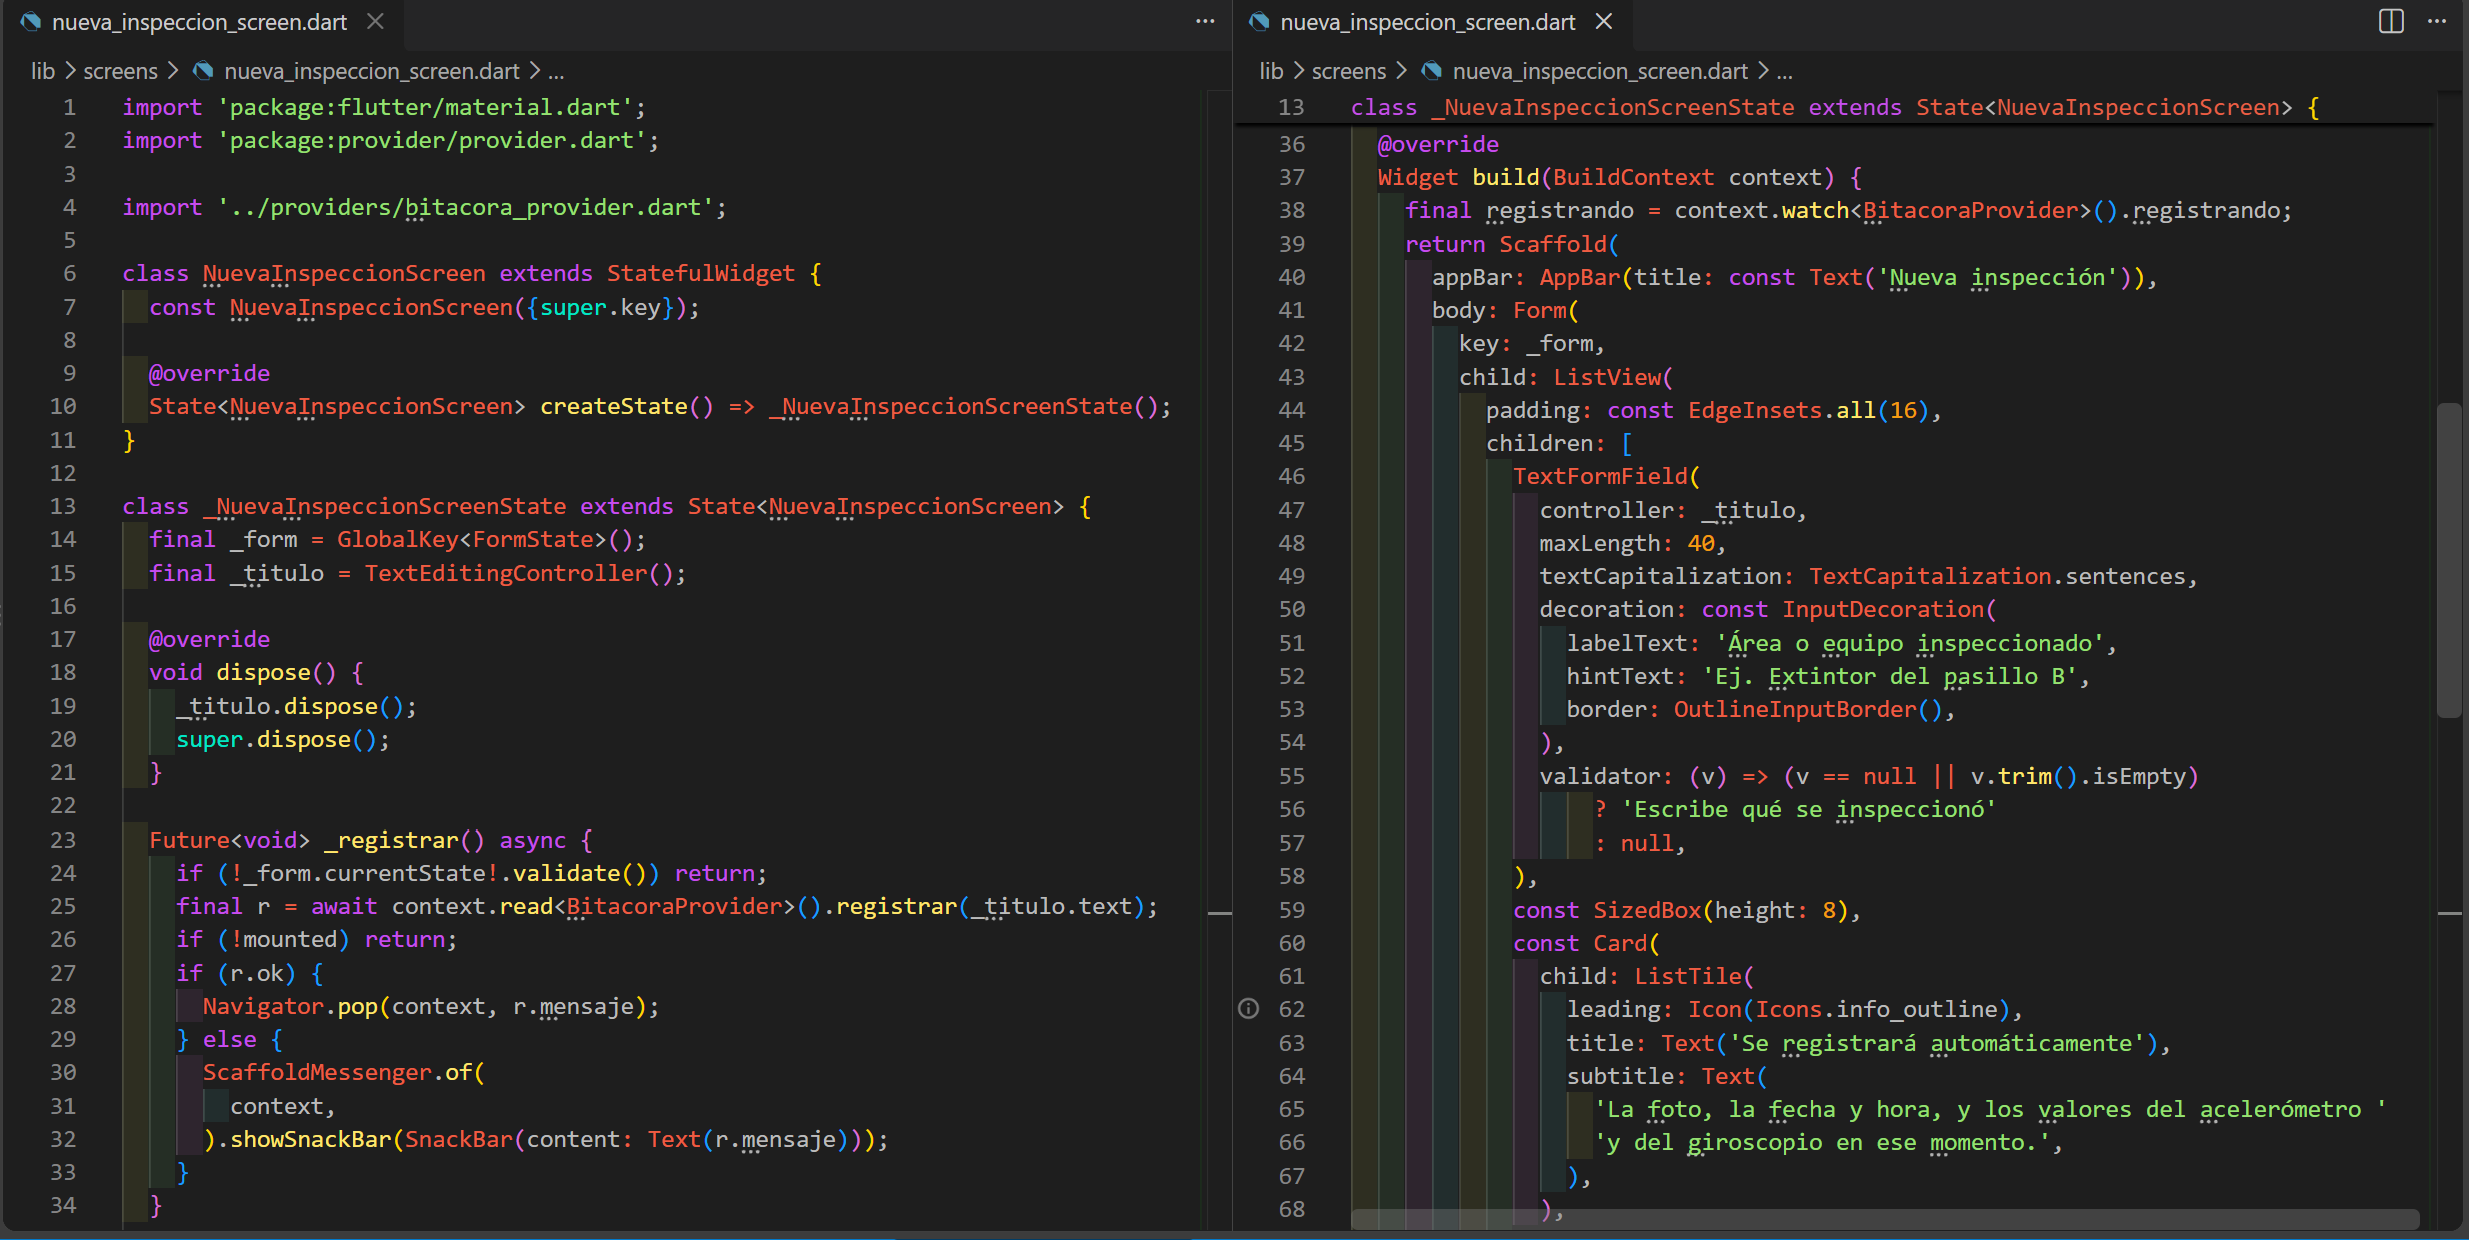 nueva_inspeccion_screen.dart
lib > screens > nueva_inspeccion_screen.dart > ...
1 import 'package:flutter/material.dart';
2 import 'package:provider/provider.dart';
3
4 import '../providers/bitacora_provider.dart';
5
6 class NuevaInspeccionScreen extends StatefulWidget {
7   const NuevaInspeccionScreen({super.key});
8
9   @override
10   State<NuevaInspeccionScreen> createState() => _NuevaInspeccionScreenState();
11 }
12
13 class _NuevaInspeccionScreenState extends State<NuevaInspeccionScreen> {
14   final _form = GlobalKey<FormState>();
15   final _titulo = TextEditingController();
16
17   @override
18   void dispose() {
19     _titulo.dispose();
20     super.dispose();
21   }
22
23   Future<void> _registrar() async {
24     if (!_form.currentState!.validate()) return;
25     final r = await context.read<BitacoraProvider>().registrar(_titulo.text);
26     if (!mounted) return;
27     if (r.ok) {
28       Navigator.pop(context, r.mensaje);
29     } else {
30       ScaffoldMessenger.of(
31         context,
32       ).showSnackBar(SnackBar(content: Text(r.mensaje)));
33     }
34   }
nueva_inspeccion_screen.dart
lib > screens > nueva_inspeccion_screen.dart > ...
13 class _NuevaInspeccionScreenState extends State<NuevaInspeccionScreen> {
36   @override
37   Widget build(BuildContext context) {
38     final registrando = context.watch<BitacoraProvider>().registrando;
39     return Scaffold(
40       appBar: AppBar(title: const Text('Nueva inspección')),
41       body: Form(
42         key: _form,
43         child: ListView(
44           padding: const EdgeInsets.all(16),
45           children: [
46             TextFormField(
47               controller: _titulo,
48               maxLength: 40,
49               textCapitalization: TextCapitalization.sentences,
50               decoration: const InputDecoration(
51                 labelText: 'Área o equipo inspeccionado',
52                 hintText: 'Ej. Extintor del pasillo B',
53                 border: OutlineInputBorder(),
54               ),
55               validator: (v) => (v == null || v.trim().isEmpty)
56                   ? 'Escribe qué se inspeccionó'
57                   : null,
58             ),
59             const SizedBox(height: 8),
60             const Card(
61               child: ListTile(
62                 leading: Icon(Icons.info_outline),
63                 title: Text('Se registrará automáticamente'),
64                 subtitle: Text(
65                   'La foto, la fecha y hora, y los valores del acelerómetro '
66                   'y del giroscopio en ese momento.',
67                 ),
68               ),